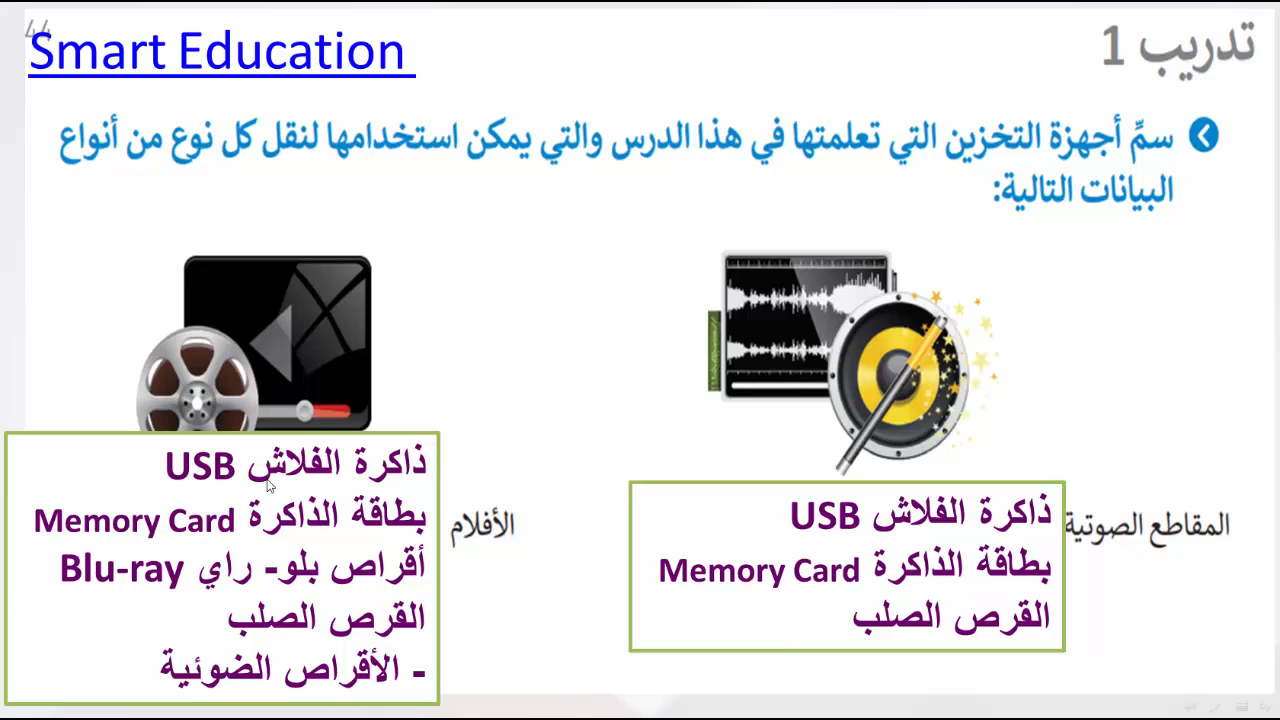 44
Smart Education
تدريب 1
سمِّ أجهزة التخزين التي تعلمتها في هذا الدرس والتي يمكن استخدامها لنقل كل نوع من أنواع
البيانات التالية:
المقاطع الصوتية
ذاكرة الفلاش USB
بطاقة الذاكرة Memory Card
القرص الصلب
الأفلام
ذاكرة الفلاش USB
بطاقة الذاكرة Memory Card
أقراص بلو- راي Blu-ray
القرص الصلب
- الأقراص الضوئية